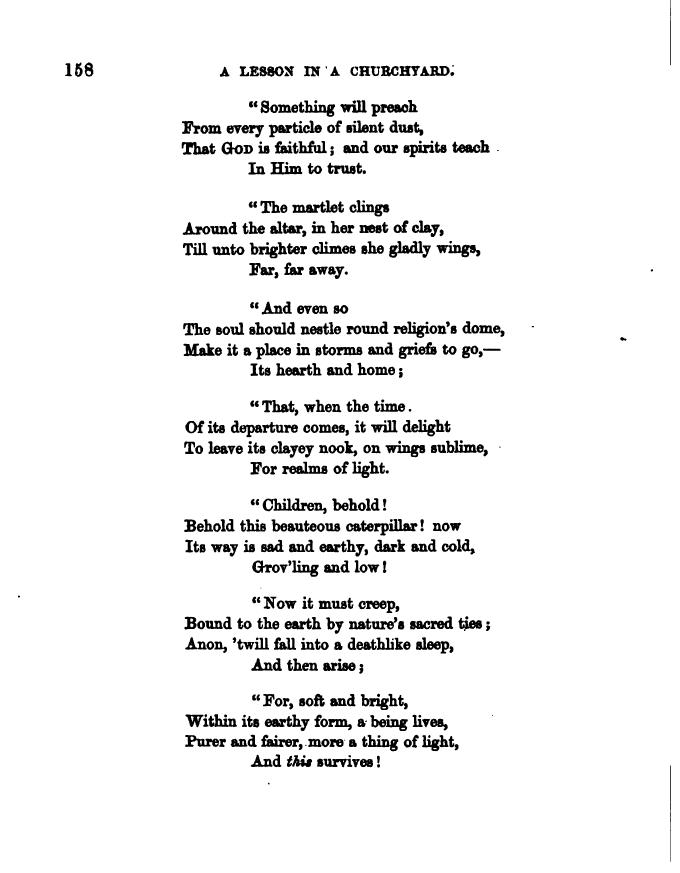 158 A LESSON IN A CHURCHYARD.
“Something will preach
From every particle of silent dust,
That GOD is faithful; and our spirits teach
In Him to trust.
“The martlet clings
Around the altar, in her nest of clay,
Till unto brighter climes she gladly wings,
Far, far away.
“And even so
The soul should nestle round religion’s dome,
Make it a place in storms and griefs to go,—
Its hearth and home;
“That, when the time.
Of its departure comes, it will delight
To leave its clayey nook, on wings sublime,
For realms of light.
“Children, behold!
Behold this beauteous caterpillar! now
Its way is sad and earthy, dark and cold,
Grov’ling and low!
“Now it must creep,
Bound to the earth by nature’s sacred ties;
Anon, ’twill fall into a deathlike sleep,
And then arise;
“For, soft and bright,
Within its earthy form, a being lives,
Purer and fairer, more a thing of light,
And this survives!